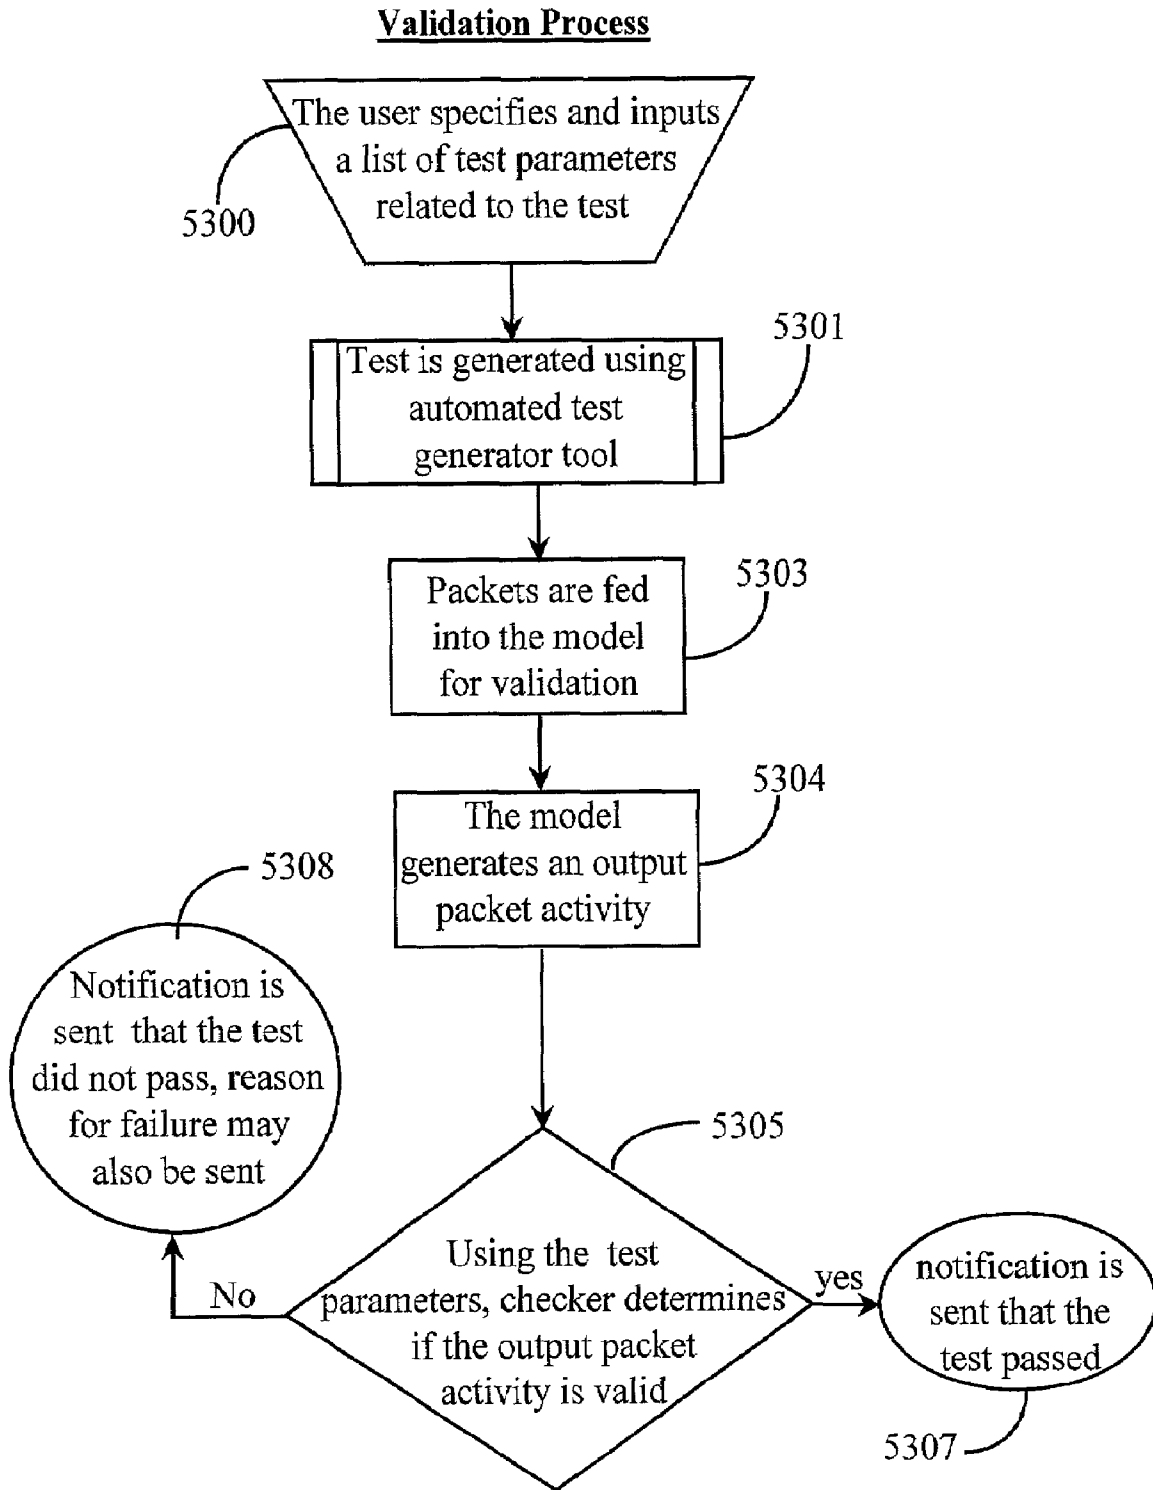 Validation Process
The user specifies and inputs
a list of test parameters
related to the test
5300
5301
Test is generated using
automated test
generator tool
5303
Packets are fed
into the model
for validation
5304
The model
generates an output
packet activity
5308
Notification is
sent that the test
did not pass, reason
for failure may
also be sent
5305
Using the test
parameters, checker determines
if the output packet
activity is valid
No
yes
notification is
sent that the
test passed
5307